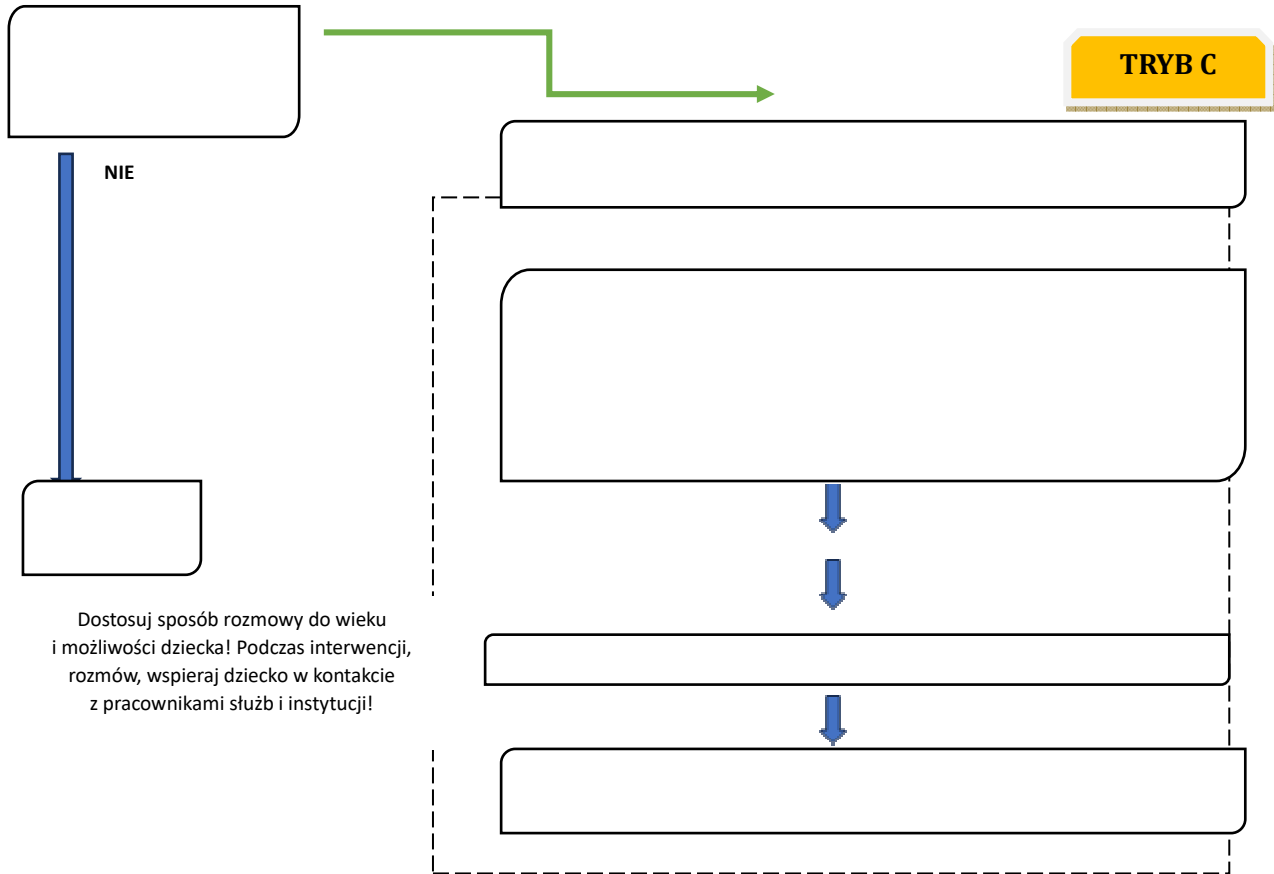 TRYB C
NIE
Dostosuj sposób rozmowy do wieku
i możliwości dziecka! Podczas interwencji,
rozmów, wspieraj dziecko w kontakcie
z pracownikami służb i instytucji!